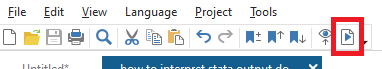 File Edit View Language Project Tools
Untitled* how to interpret stata output do